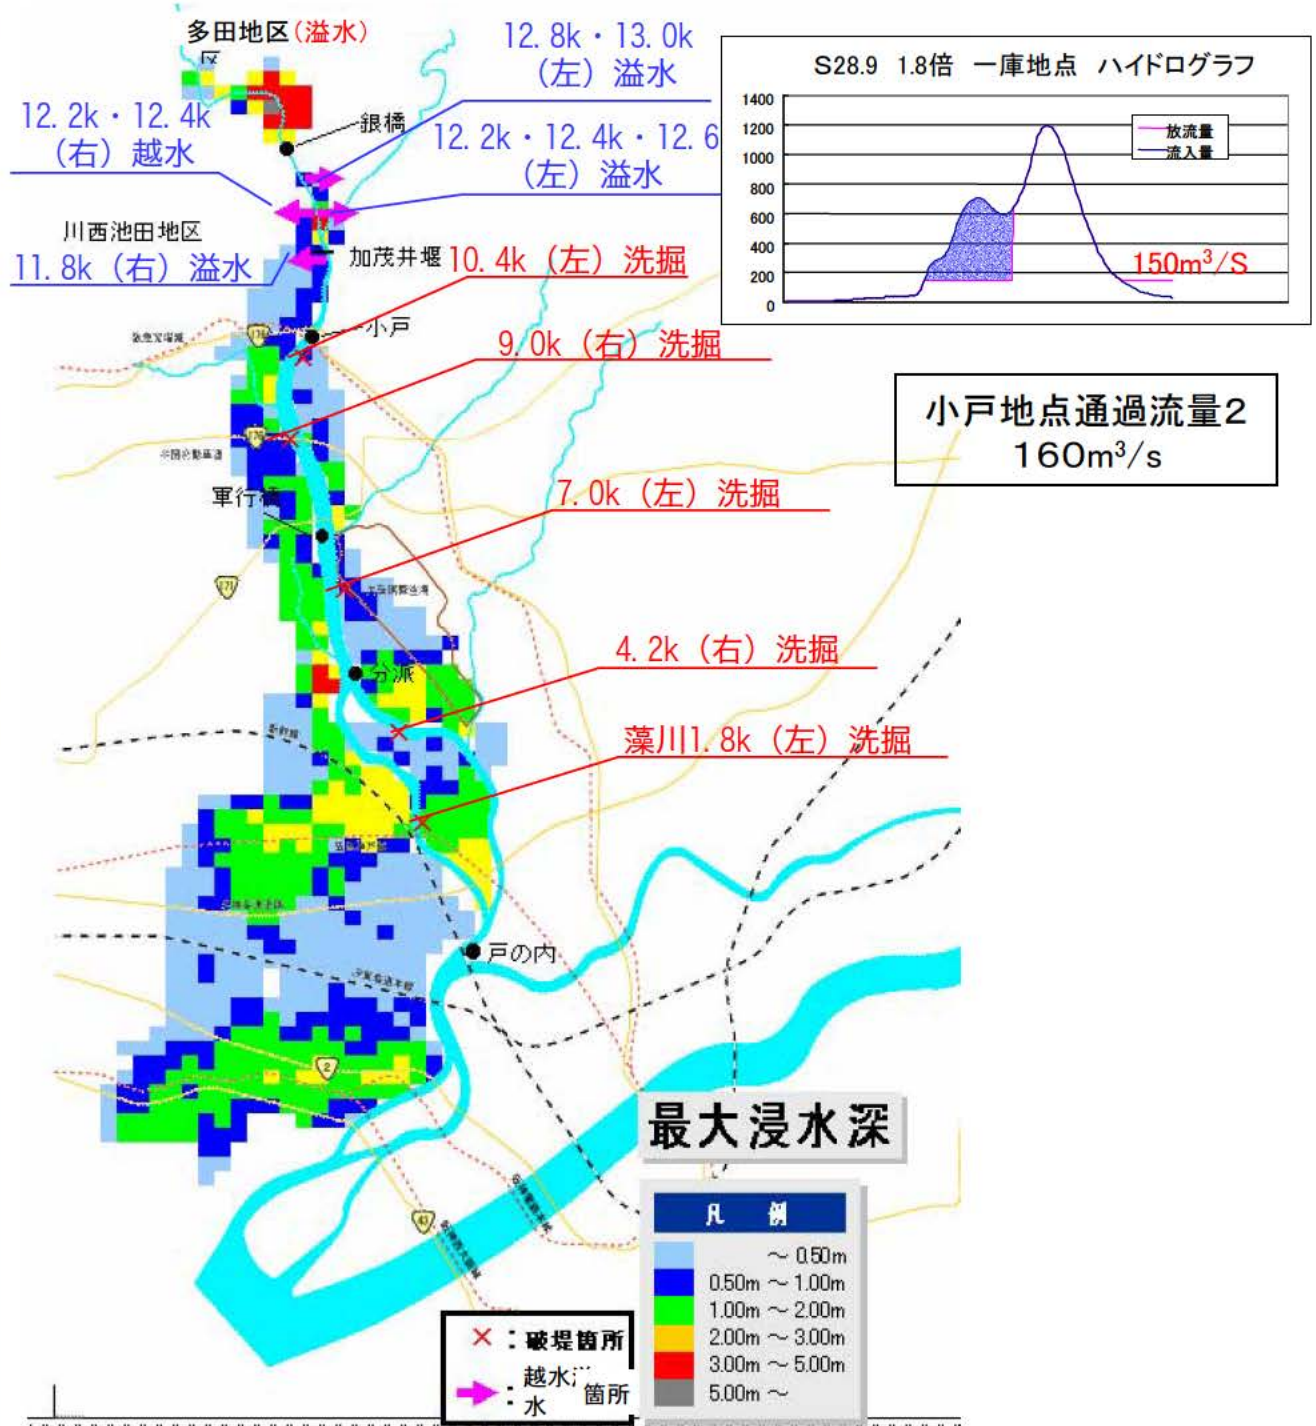 多田地区(溢水)
区
12.8k・13.0k
(左)溢水
12.2k・12.4k
(右)越水
銀橋
12.2k・12.4k・12.6
(左)溢水
川西池田地区
11.8k(右)溢水
加茂井堰
10.4k(左)洗掘
小戸
9.0k(右)洗掘
軍行橋
7.0k(左)洗掘
171
4.2k(右)洗掘
分派
藻川1.8k(左)洗掘
戸の内
2
43
S28.9 1.8倍 一庫地点 ハイドログラフ
1400
1200
1000
800
600
400
200
0
放流量
流入量
150m³/S
小戸地点通過流量2
160m³/s
最大浸水深
凡例
~0.50m
0.50m~1.00m
1.00m~2.00m
2.00m~3.00m
3.00m~5.00m
5.00m~
×:破堤箇所
:越水
水 箇所